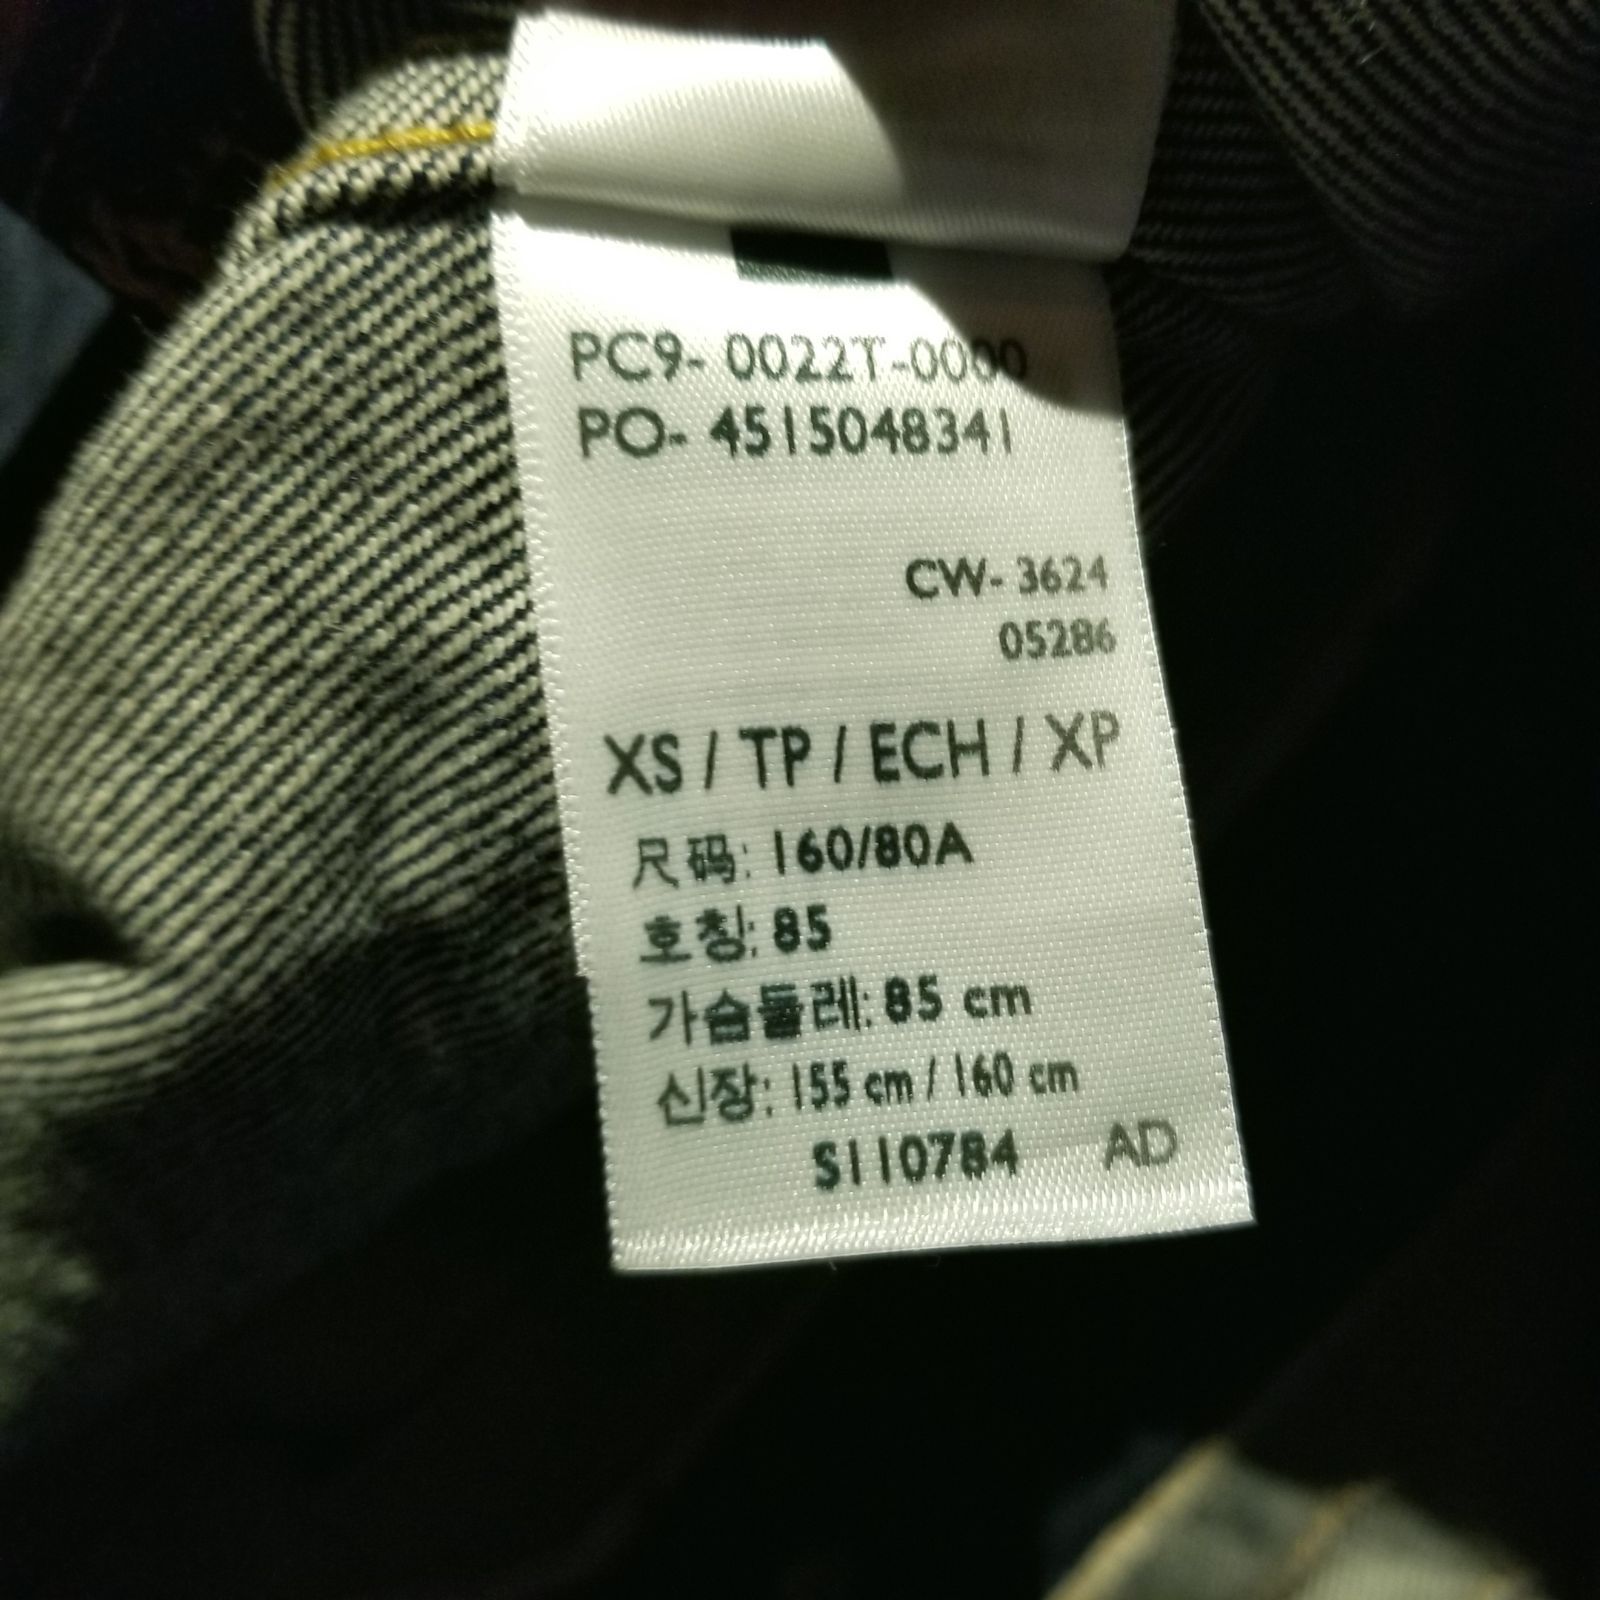 PC9- 0022T-0000
PO- 4515048341
CW- 3624
05286
XS / TP / ECH / XP
尺码: 160/80A
호칭: 85
가슴둘레: 85 cm
신장: 155 cm / 160 cm
S110784 AD